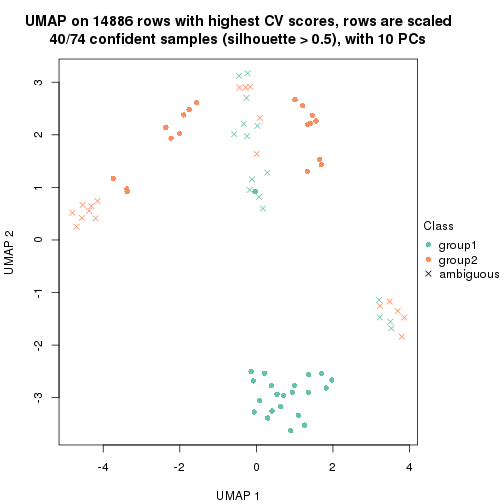 UMAP on 14886 rows with highest CV scores, rows are scaled
40/74 confident samples (silhouette > 0.5), with 10 PCs
3
2
1
0
-1
-2
-3
UMAP 2
-4
-2
0
2
4
UMAP 1
Class
group1
group2
ambiguous